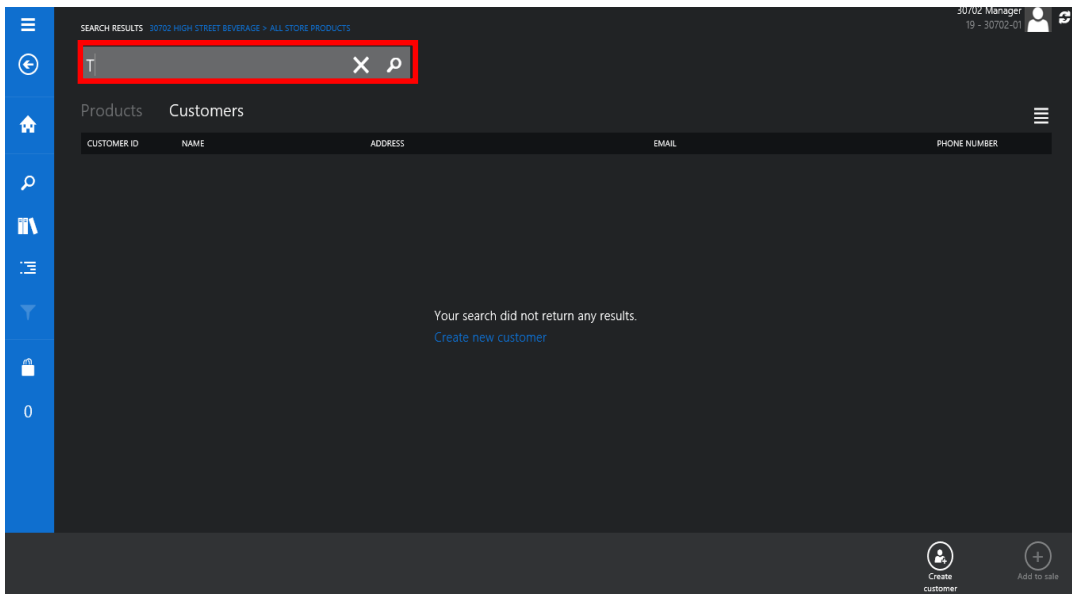 30702 Manager
SEARCH RESULTS 30702 HIGH STREET BEVERAGE > ALL STORE PRODUCTS
19 - 30702-01
T
Products Customers
CUSTOMER ID NAME ADDRESS EMAIL PHONE NUMBER
Your search did not return any results.
Create new customer
0
Create
customer
Add to sale